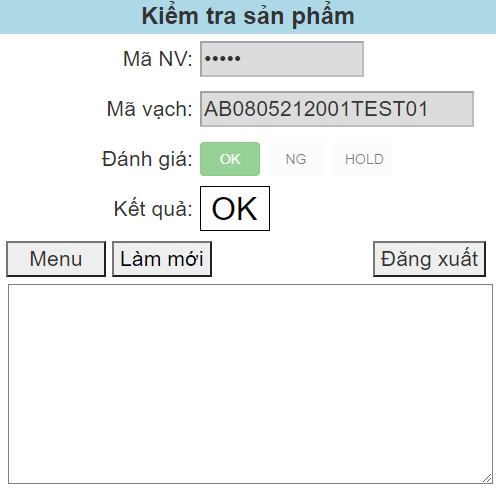 Kiểm tra sản phẩm
Mã NV: •••••
Mã vạch: AB0805212001TEST01
Đánh giá: OK NG HOLD
Kết quả: OK
Menu Làm mới Đăng xuất